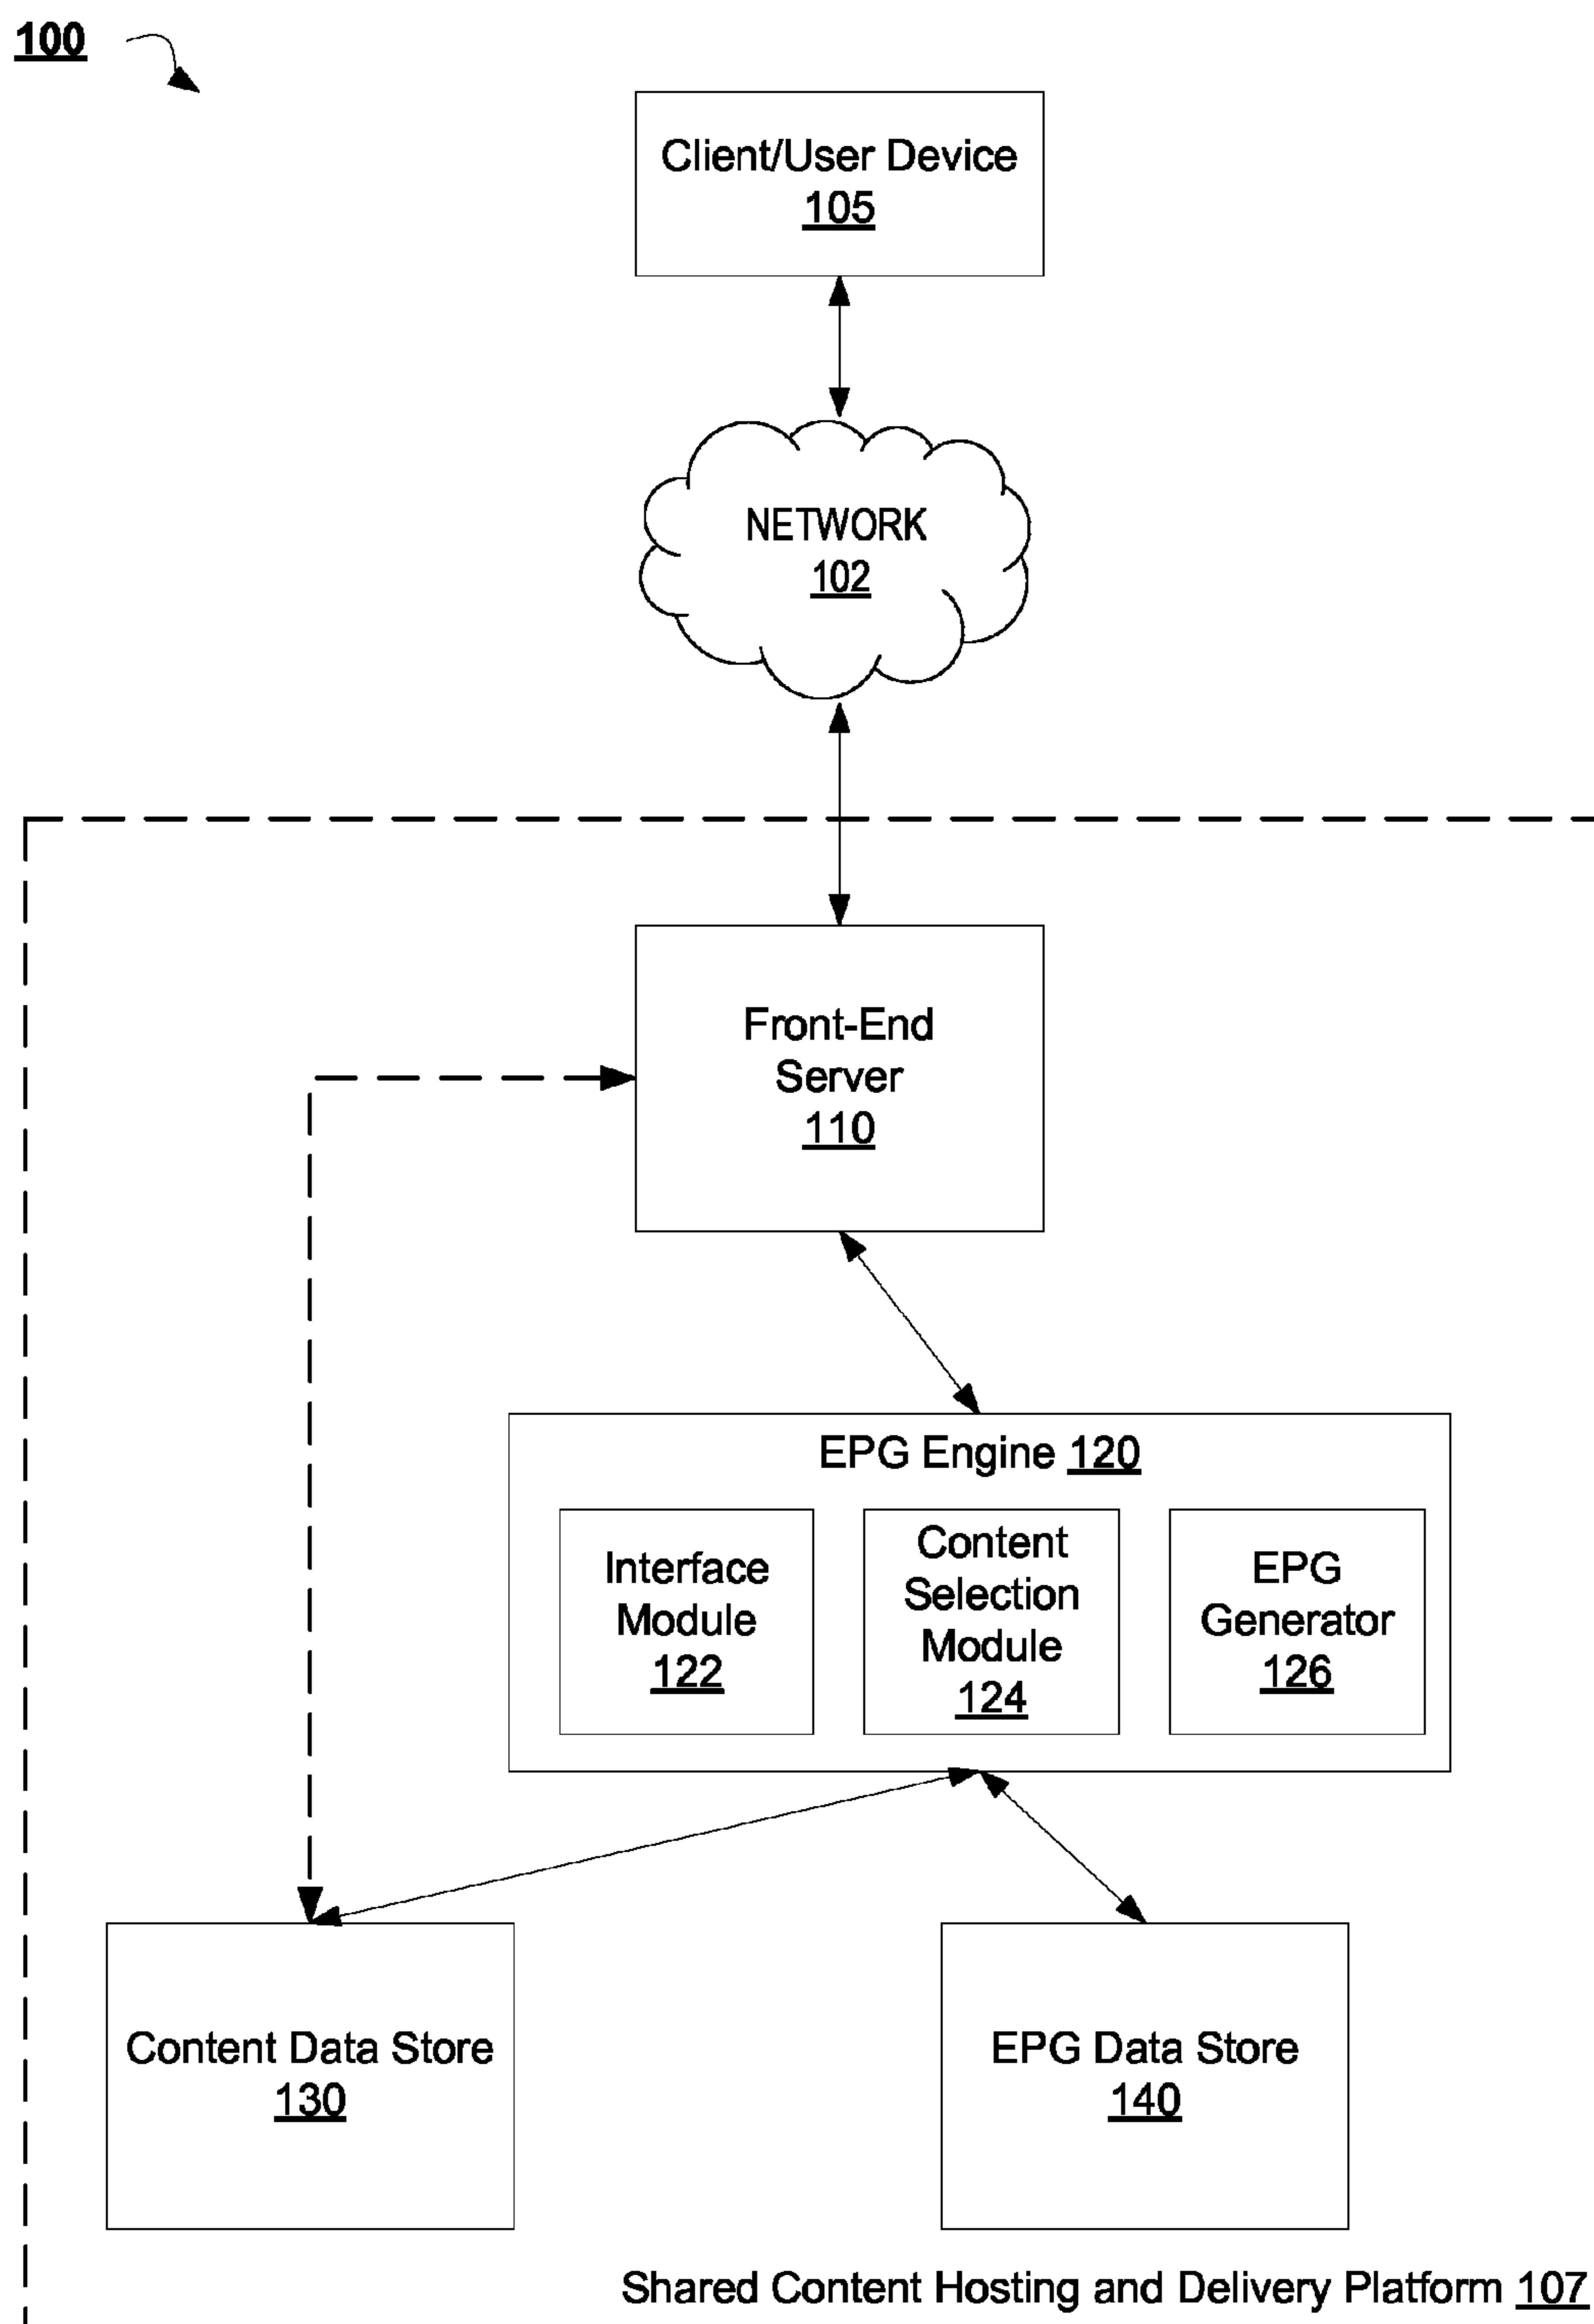 100
Client/User Device
105
NETWORK
102
Front-End
Server
110
EPG Engine 120
Interface
Module
122
Content
Selection
Module
124
EPG
Generator
126
Content Data Store
130
EPG Data Store
140
Shared Content Hosting and Delivery Platform 107